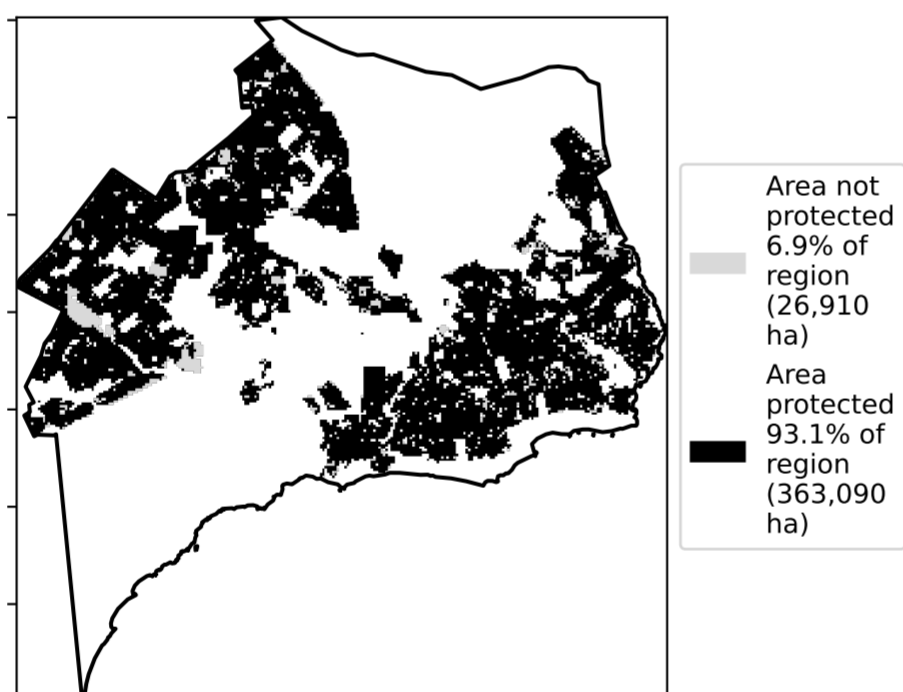 Area not
protected
6.9% of
region
(26,910
ha)
Area
protected
93.1% of
region
(363,090
ha)